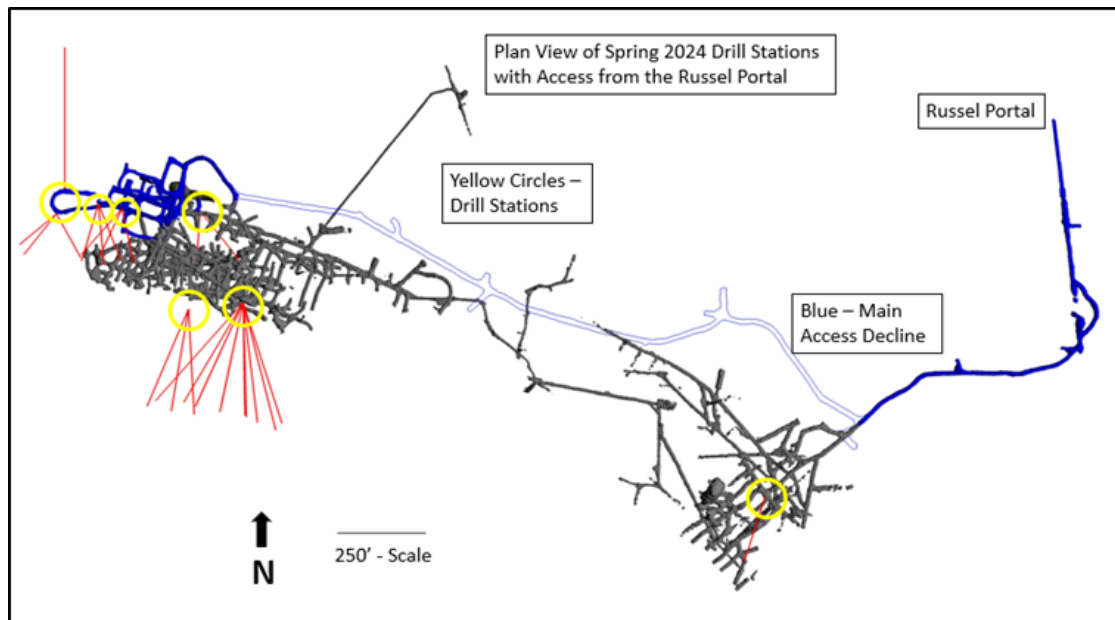 Plan View of Spring 2024 Drill Stations
with Access from the Russel Portal
Russel Portal
Yellow Circles –
Drill Stations
Blue – Main
Access Decline
N
250’ - Scale